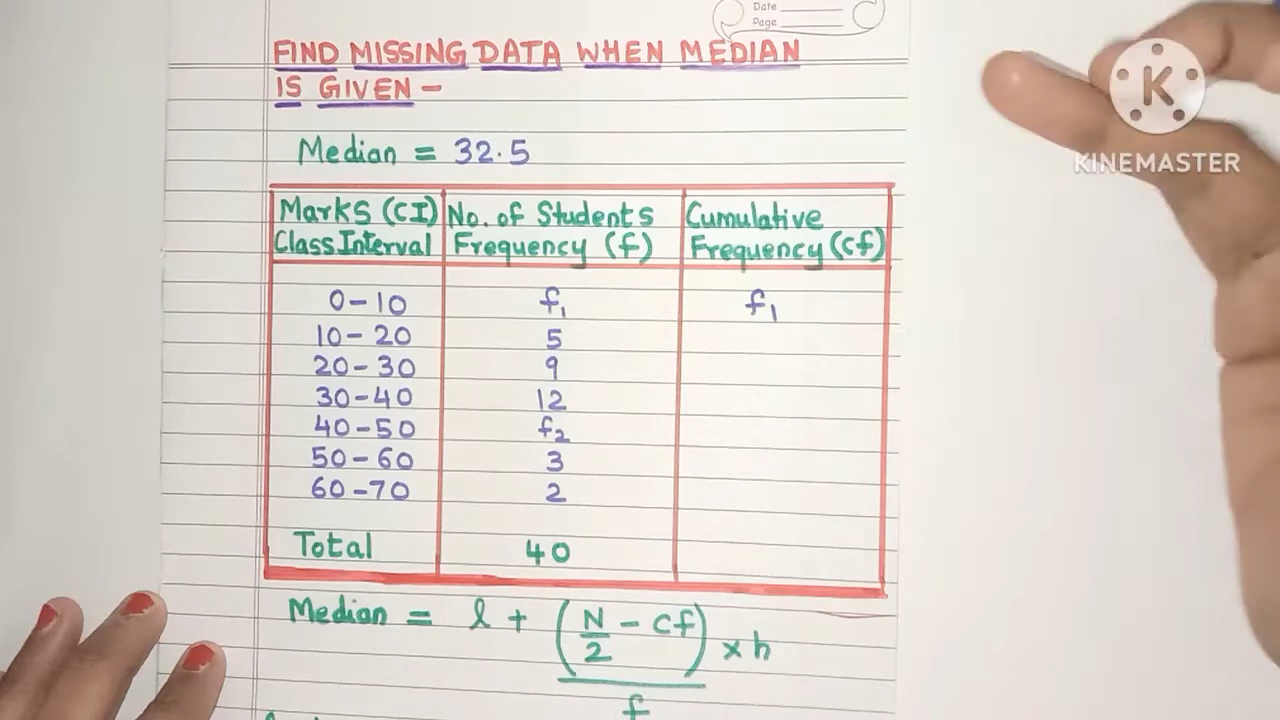 Date
Page
FIND MISSING DATA WHEN MEDIAN
IS GIVEN -
Median = 32.5
Marks (CI) Class Interval | No. of Students Frequency (f) | Cumulative Frequency (cf)
0-10 f₁ f₁
10-20 5
20-30 9
30-40 12
40-50 f₂
50-60 3
60-70 2
Total 40
Median = l + (N/2 - cf) × h
f
K
KINEMASTER